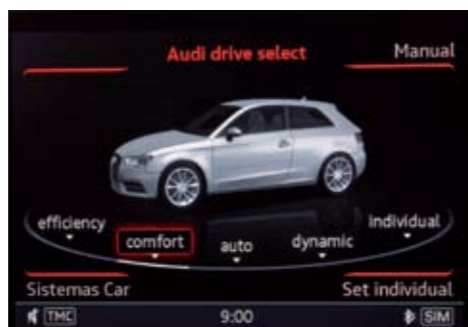 Audi drive select
Manual
efficiency
comfort
auto
dynamic
individual
Sistemas Car
Set individual
TMC
9:00
SIM